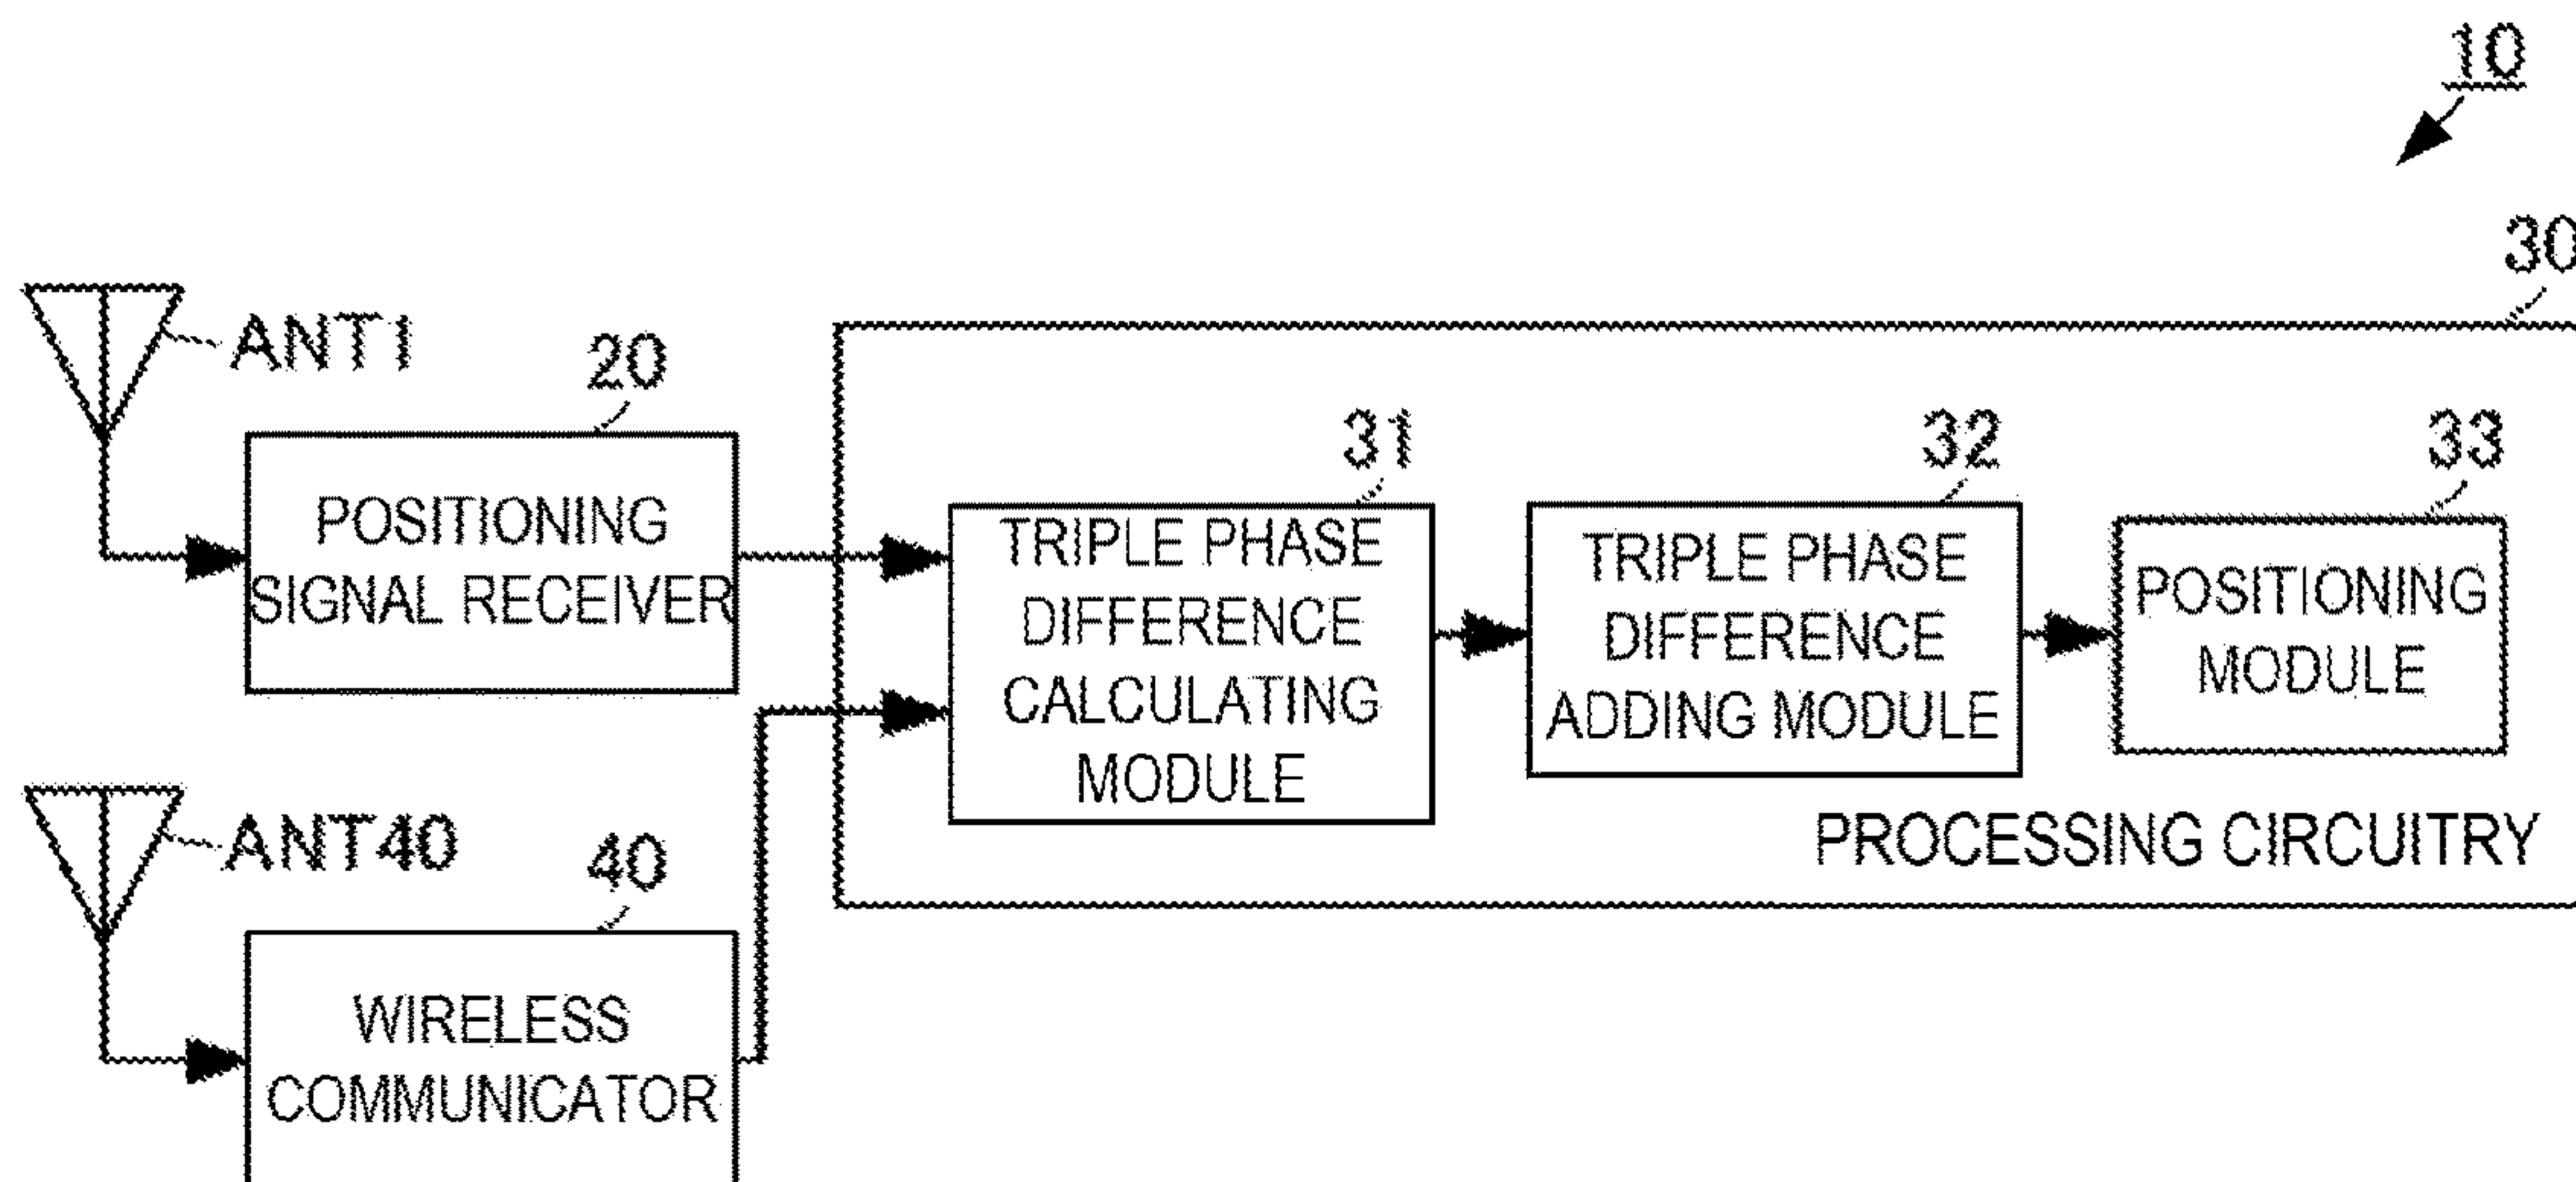 10
30
ANT1
20
POSITIONING
SIGNAL RECEIVER
31
TRIPLE PHASE
DIFFERENCE
CALCULATING
MODULE
32
TRIPLE PHASE
DIFFERENCE
ADDING MODULE
33
POSITIONING
MODULE
PROCESSING CIRCUITRY
ANT40
40
WIRELESS
COMMUNICATOR